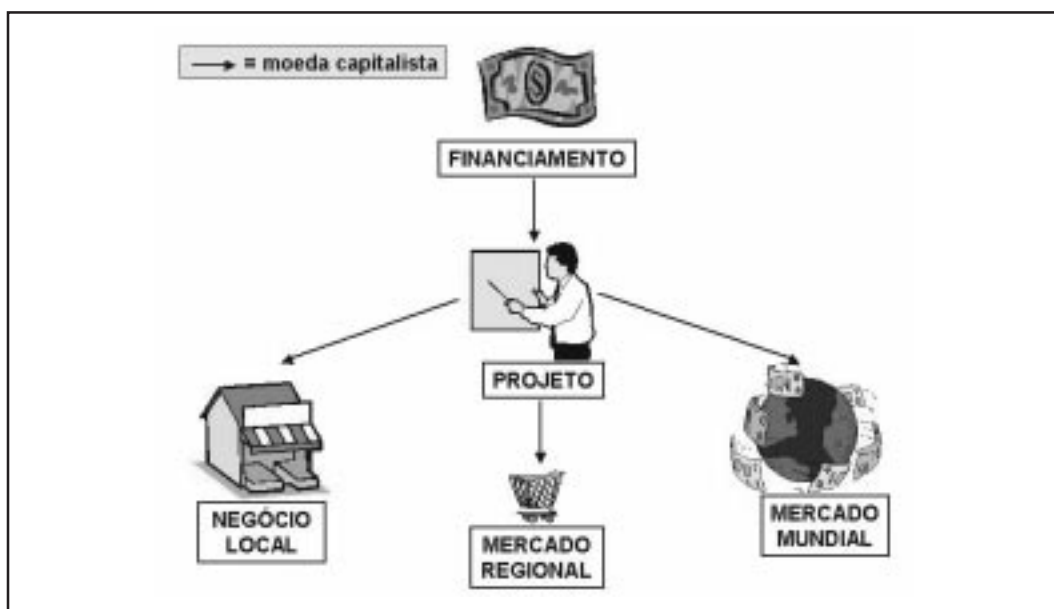 = moeda capitalista
FINANCIAMENTO
PROJETO
NEGÓCIO
LOCAL
MERCADO
REGIONAL
MERCADO
MUNDIAL